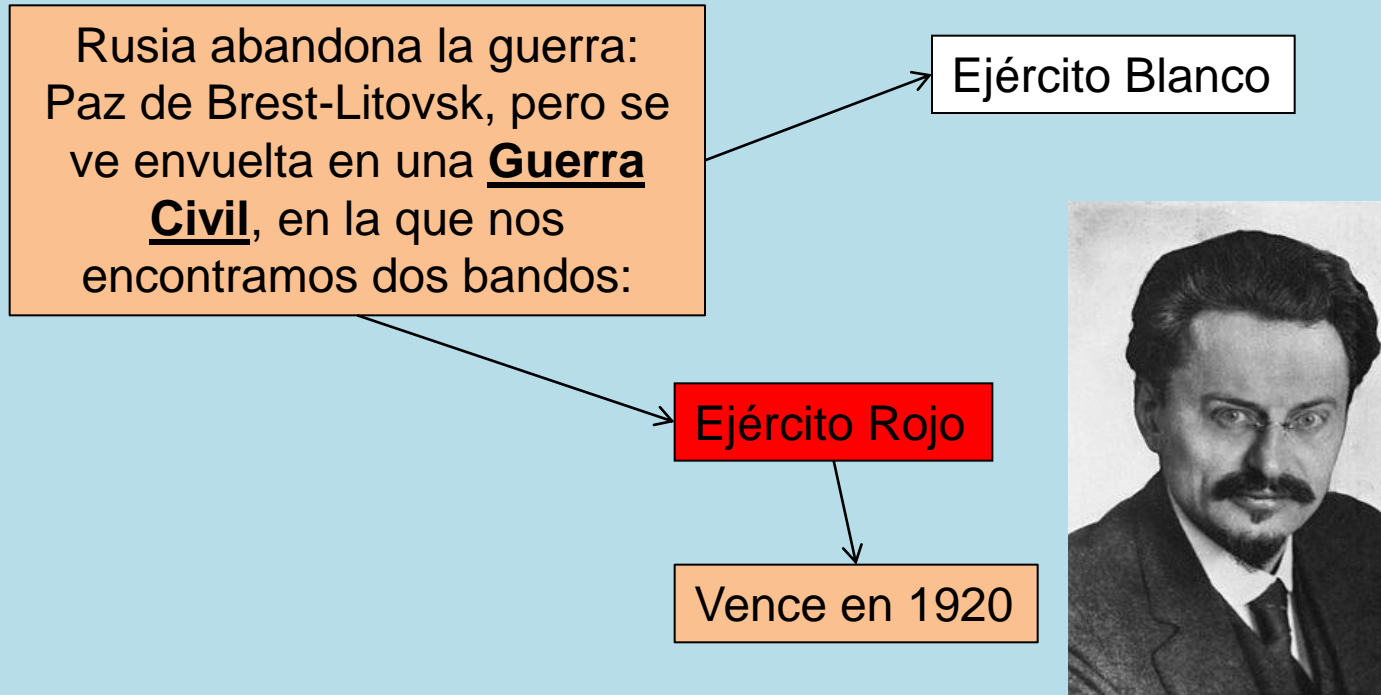 Rusia abandona la guerra:
Paz de Brest-Litovsk, pero se
ve envuelta en una Guerra
Civil, en la que nos
encontramos dos bandos:
Ejército Blanco
Ejército Rojo
Vence en 1920